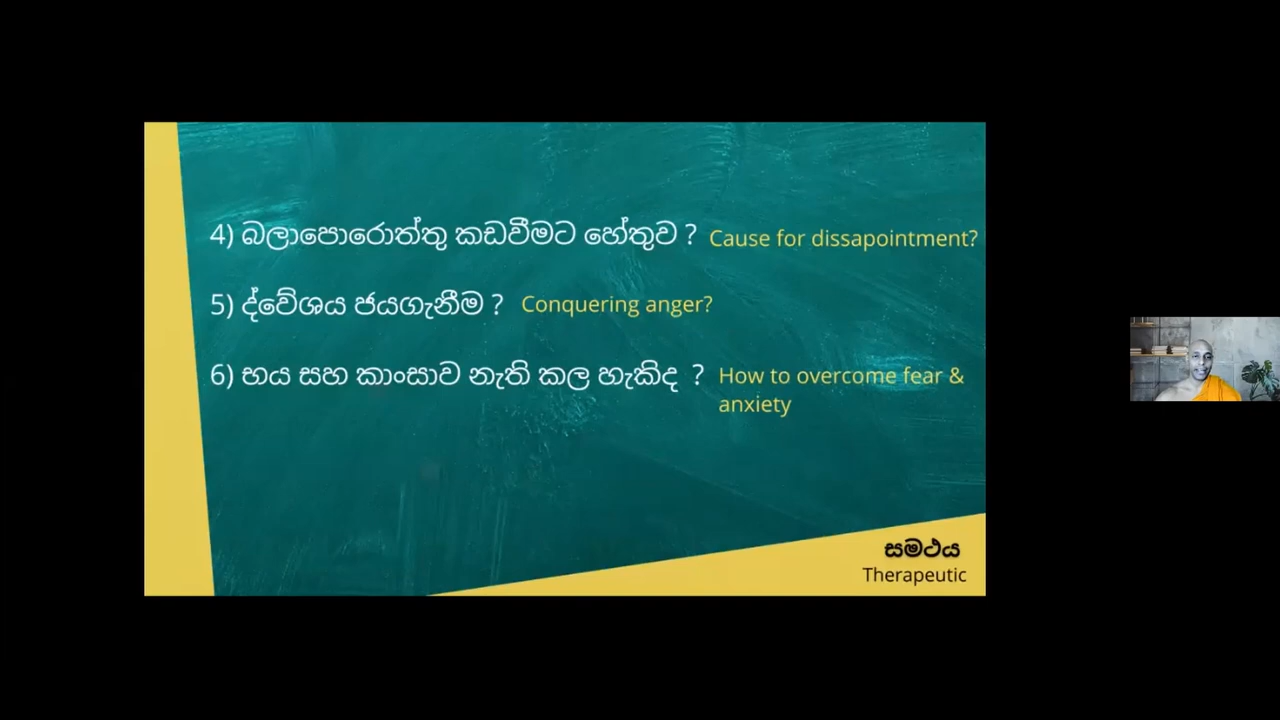 4) බලාපොරොත්තු කඩවීමට හේතුව ? Cause for dissapointment?
5) ද්වේශය ජයගැනීම ? Conquering anger?
6) භය සහ කාංසාව නැති කල හැකිද ? How to overcome fear &
anxiety
සමථය
Therapeutic